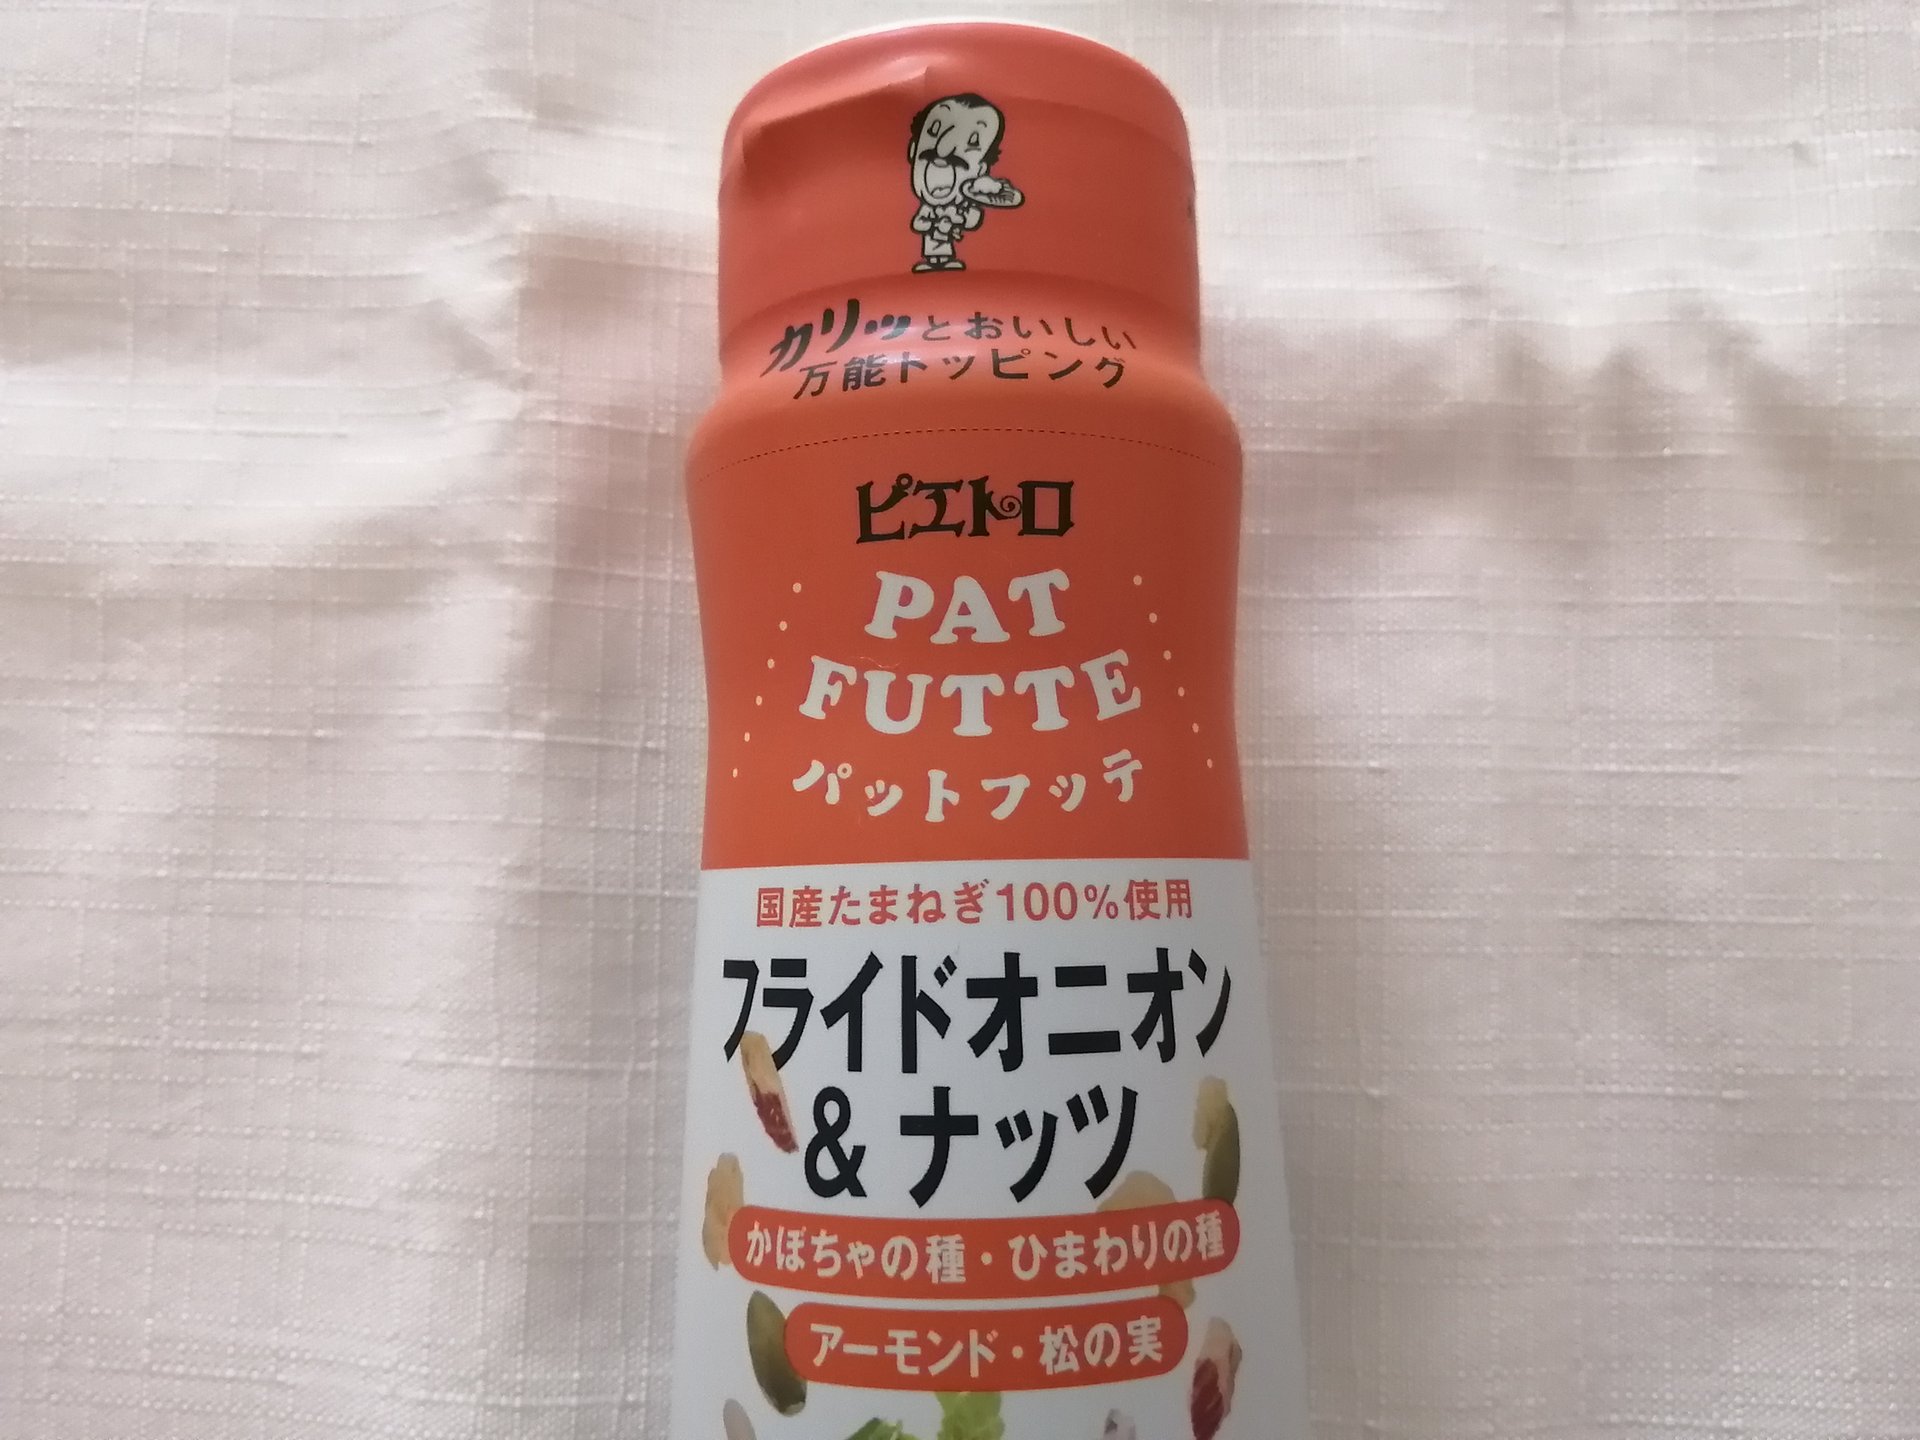 カリッとおいしい
万能トッピング
ピエトロ
PAT
FUTTE
パットフッテ
国産たまねぎ100%使用
フライドオニオン
&ナッツ
かぼちゃの種・ひまわりの種
アーモンド・松の実